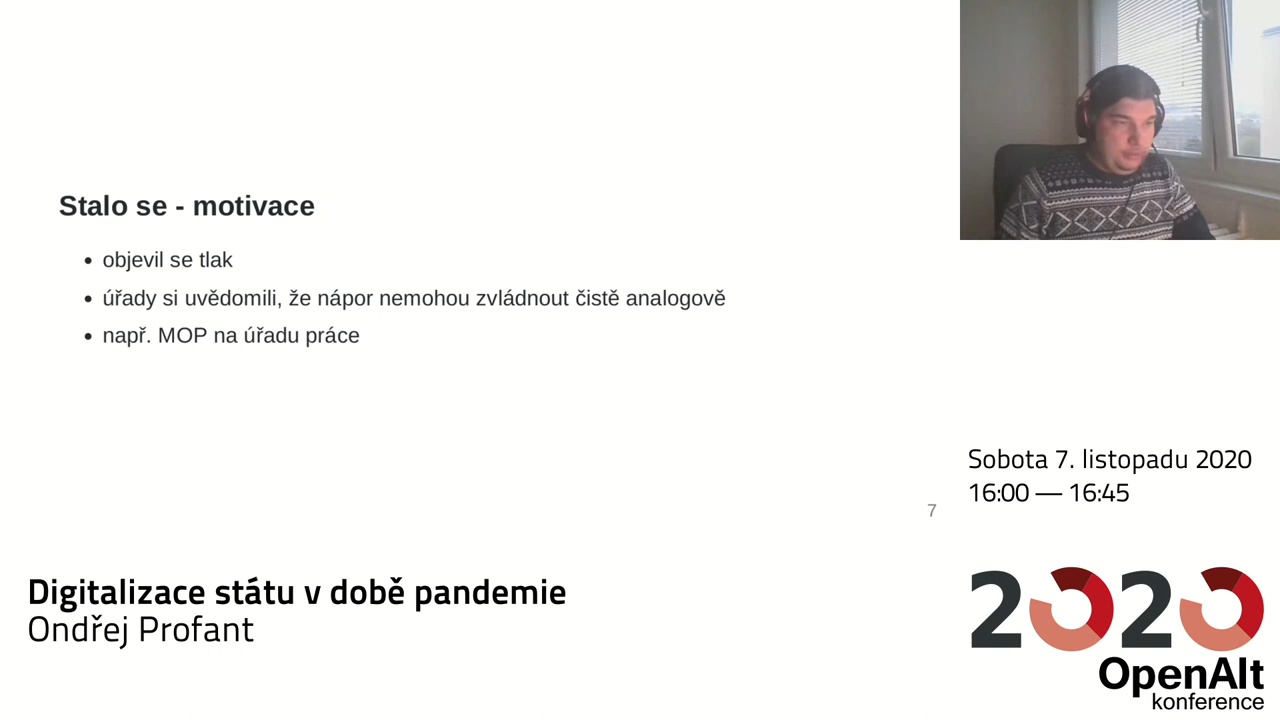 Stalo se - motivace
• objevil se tlak
• úřady si uvědomili, že nápor nemohou zvládnout čistě analogově
• např. MOP na úřadu práce
Sobota 7. listopadu 2020
16:00 — 16:45
7
Digitalizace státu v době pandemie
Ondřej Profant
2020
OpenAlt
konference